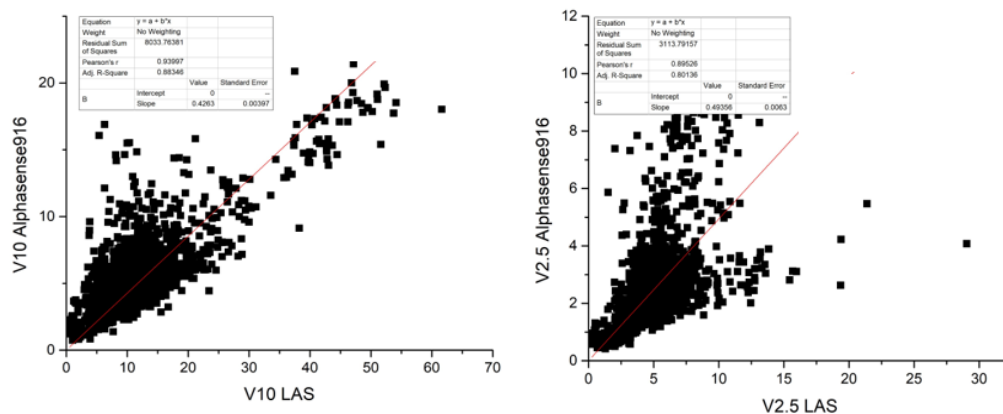 Equation y = a + b*x
Weight No Weighting
Residual Sum of Squares 8033.76381
Pearson's r 0.93997
Adj. R-Square 0.88346
Value Standard Error
B Intercept 0 --
Slope 0.4263 0.00397
20
10
0
V10 Alphasense916
0 10 20 30 40 50 60 70
V10 LAS
Equation y = a + b*x
Weight No Weighting
Residual Sum of Squares 3113.79157
Pearson's r 0.89526
Adj. R-Square 0.80136
Value Standard Error
B Intercept 0 --
Slope 0.49356 0.0063
12
10
8
6
4
2
0
V2.5 Alphasense916
0 5 10 15 20 25 30
V2.5 LAS